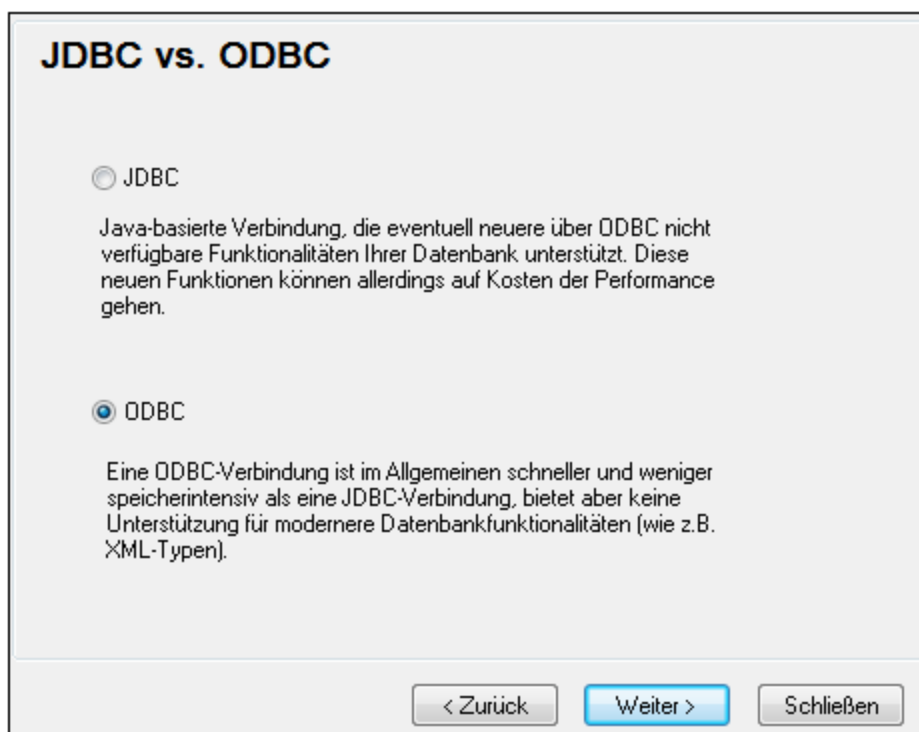 JDBC vs. ODBC
JDBC
Java-basierte Verbindung, die eventuell neuere über ODBC nicht
verfügbare Funktionalitäten Ihrer Datenbank unterstützt. Diese
neuen Funktionen können allerdings auf Kosten der Performance
gehen.
ODBC
Eine ODBC-Verbindung ist im Allgemeinen schneller und weniger
speicherintensiv als eine JDBC-Verbindung, bietet aber keine
Unterstützung für modernere Datenbankfunktionalitäten (wie z.B.
XML-Typen).
< Zurück
Weiter >
Schließen